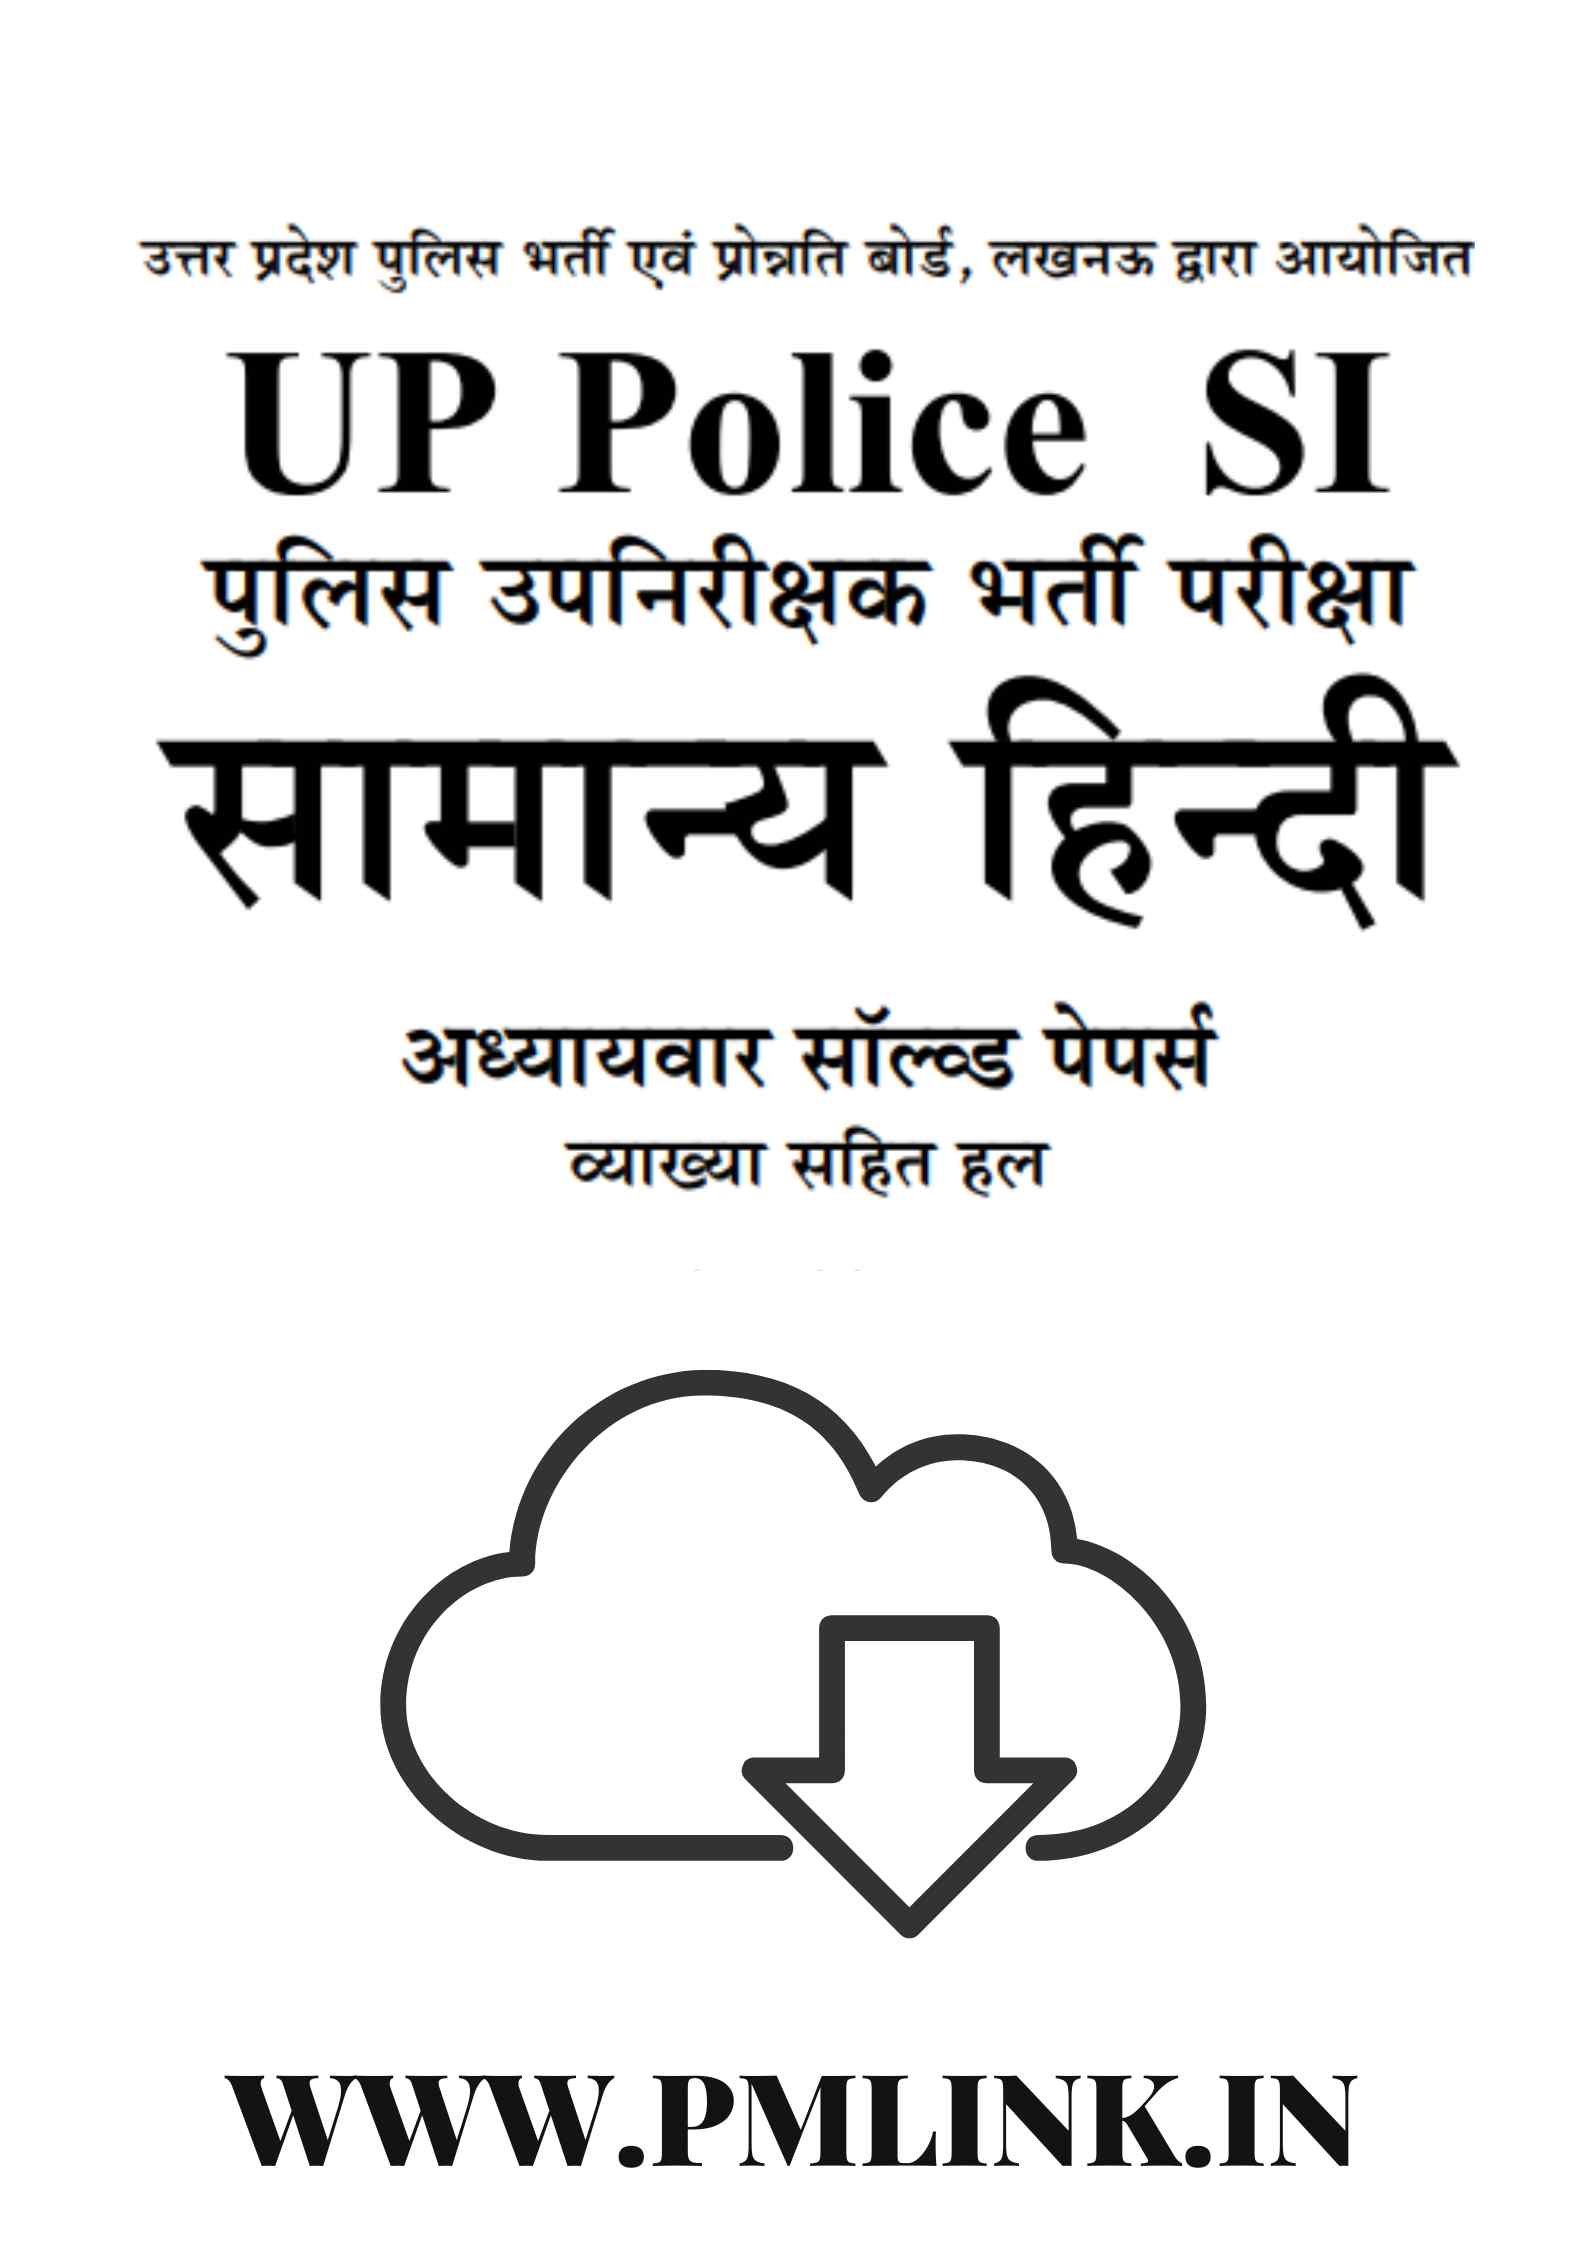 उत्तर प्रदेश पुलिस भर्ती एवं प्रोन्नति बोर्ड, लखनऊ द्वारा आयोजित
UP Police SI
पुलिस उपनिरीक्षक भर्ती परीक्षा
सामान्य हिन्दी
अध्यायवार सॉल्व्ड पेपर्स
व्याख्या सहित हल
WWW.PMLINK.IN